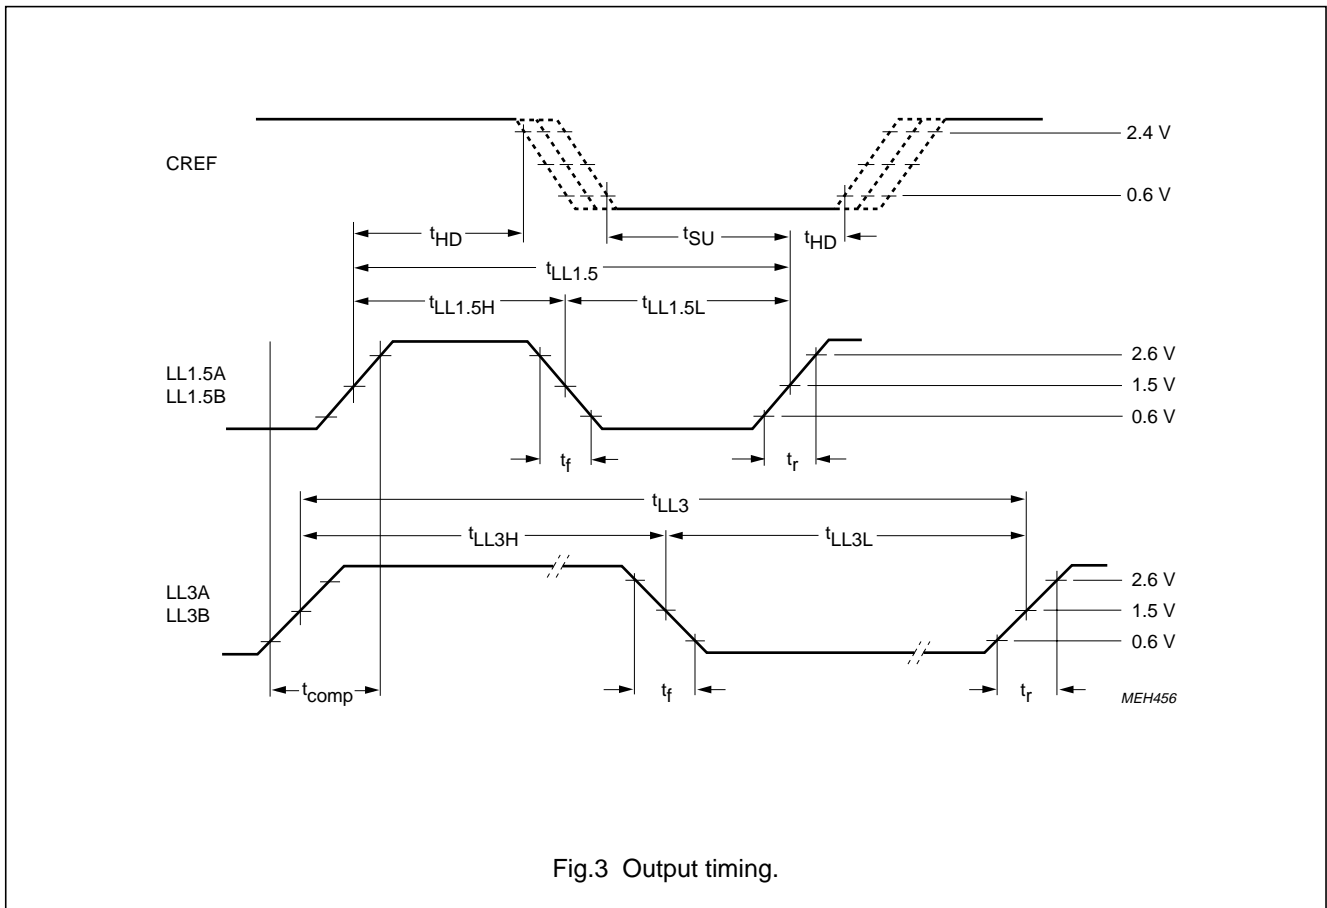 2.4 V
CREF
0.6 V
tHD
tSU
tHD
tLL1.5
tLL1.5H
tLL1.5L
2.6 V
LL1.5A
1.5 V
LL1.5B
0.6 V
tf
tr
tLL3
tLL3H
tLL3L
2.6 V
LL3A
1.5 V
LL3B
0.6 V
tcomp
tf
tr
MEH456
Fig.3 Output timing.